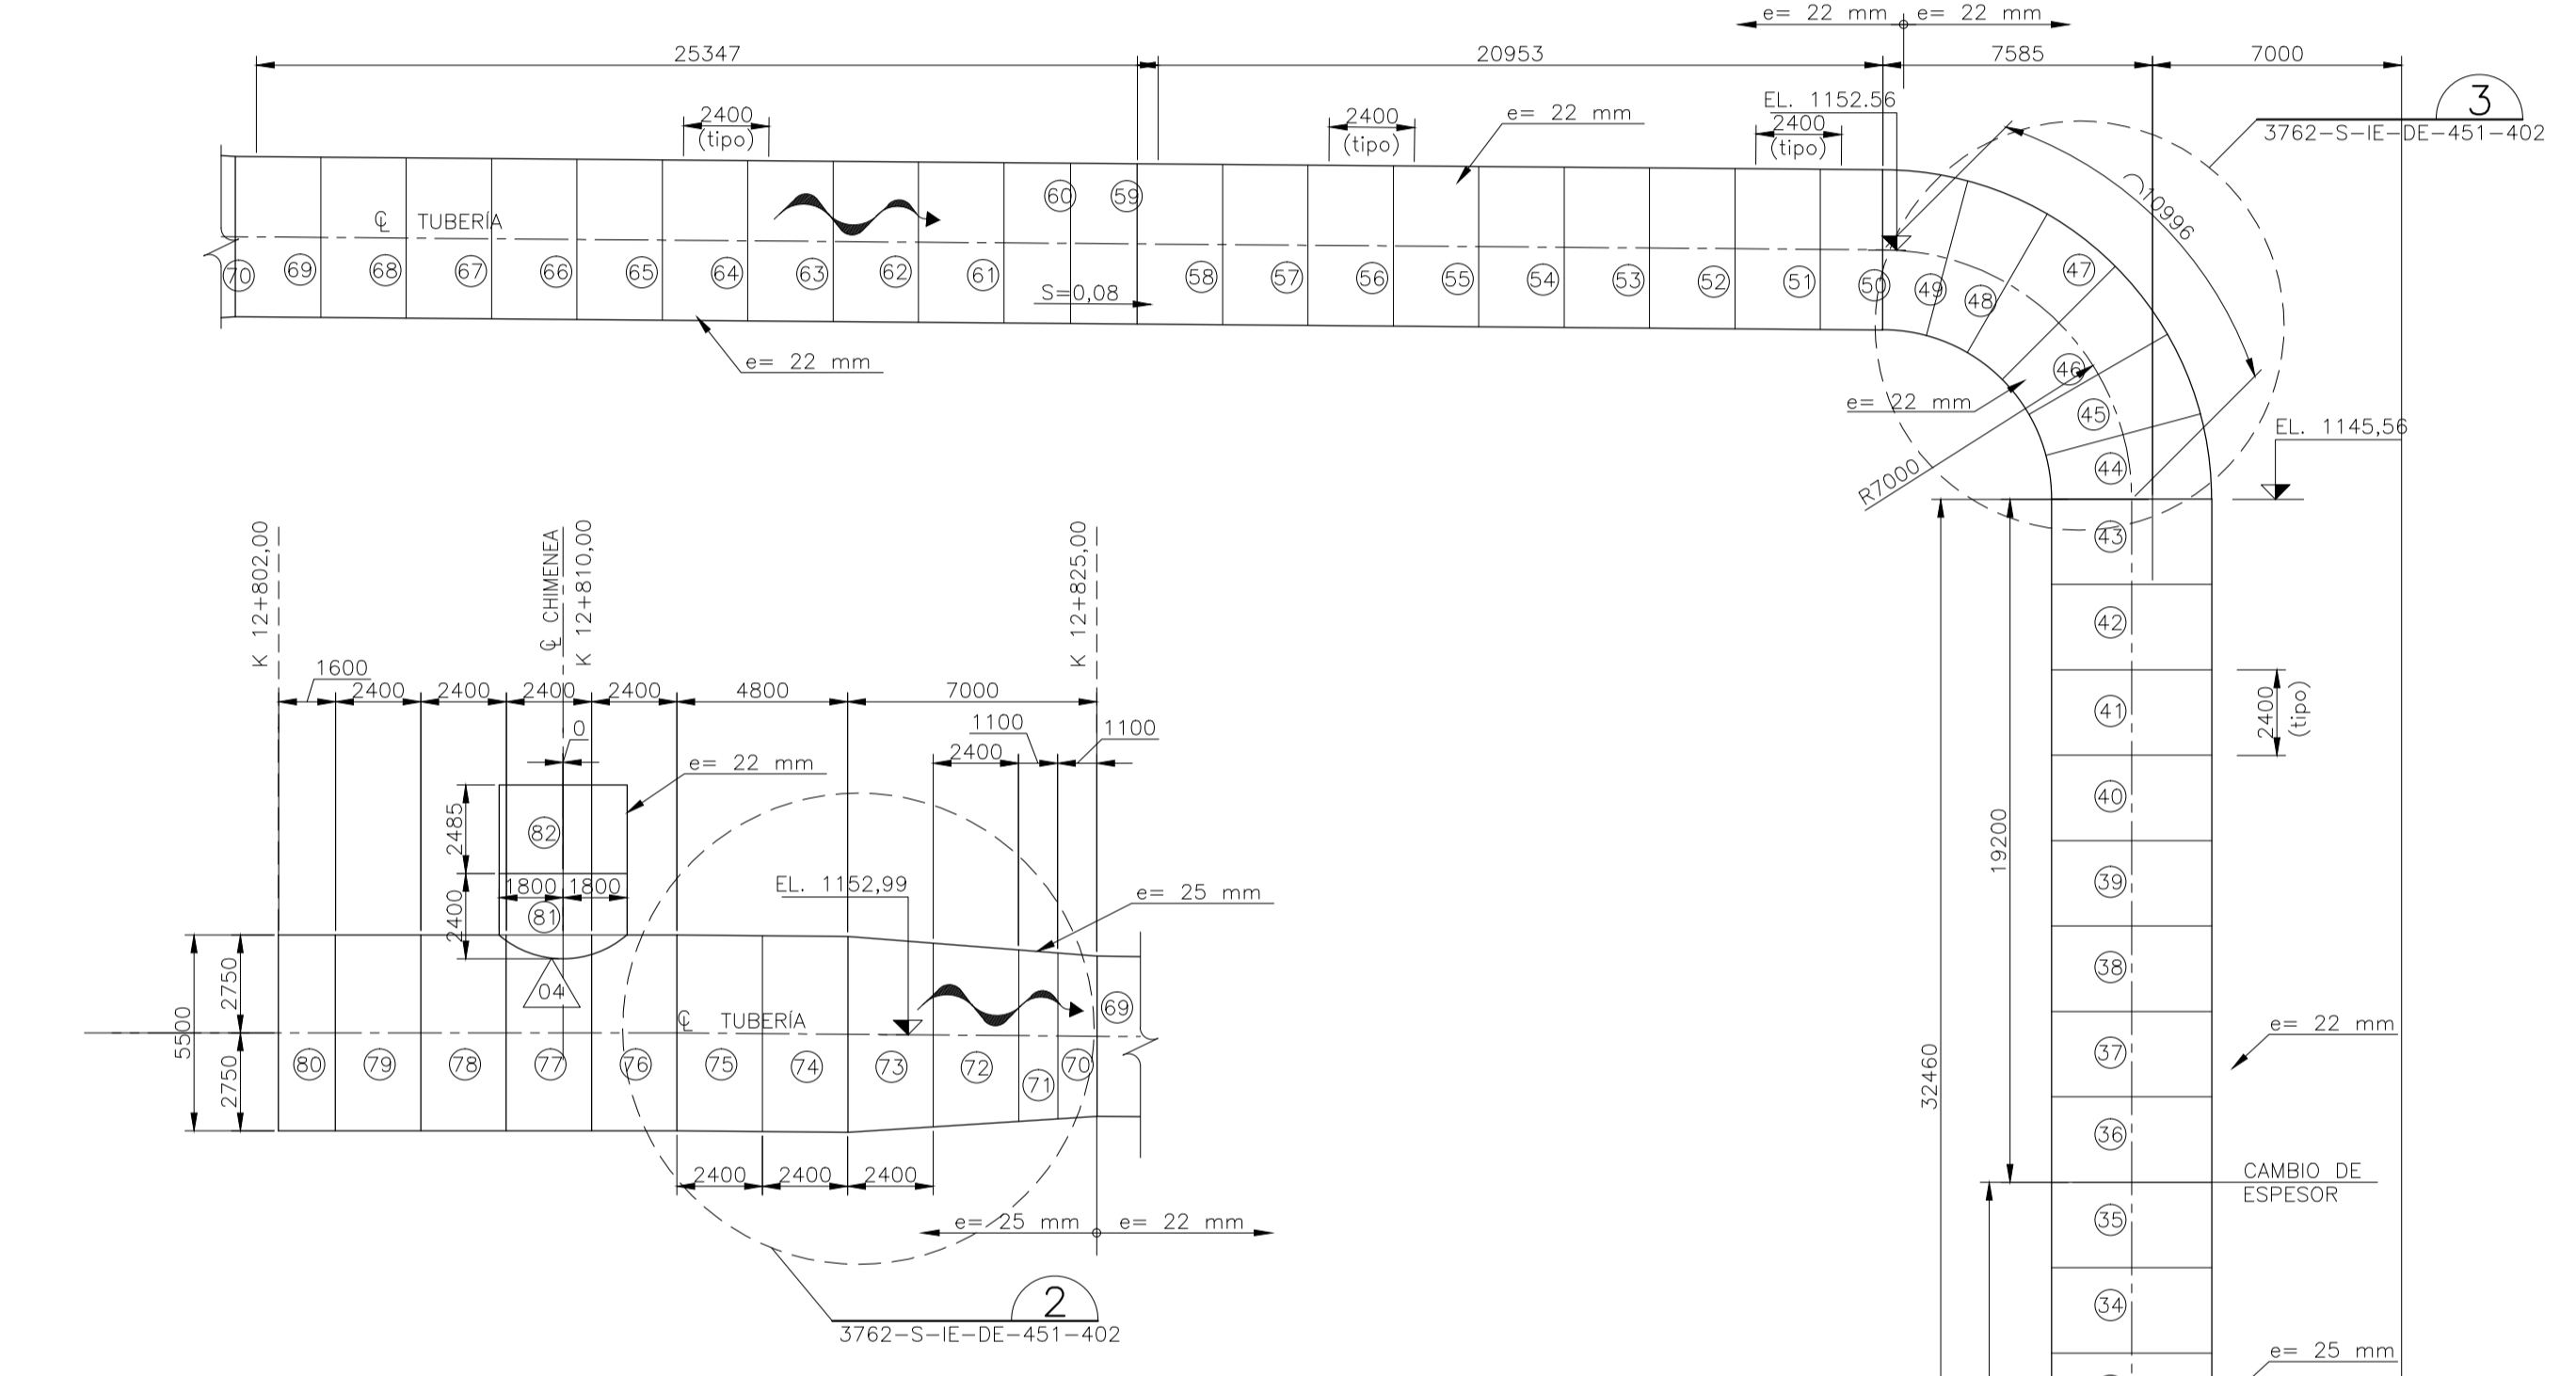 e= 22 mm
e= 22 mm
25347
20953
7585
7000
3
3762-S-IE-DE-451-402
2400
(tipo)
2400
(tipo)
e= 22 mm
EL. 1152.56
2400
(tipo)
10996
60
59
℄ TUBERÍA
70
69
68
67
66
65
64
63
62
61
S=0,08
58
57
56
55
54
53
52
51
50
49
48
47
46
45
44
e= 22 mm
e= 22 mm
R7000
EL. 1145,56
43
42
41
40
39
38
37
36
35
34
2400
(tipo)
19200
32460
e= 22 mm
CAMBIO DE
ESPESOR
e= 25 mm
K 12+802,00
℄ CHIMENEA
K 12+810,00
K 12+825,00
1600
2400
2400
2400
2400
4800
7000
0
1100
1100
2400
e= 22 mm
2485
82
1800
1800
81
2400
EL. 1152,99
e= 25 mm
04
5500
2750
2750
℄ TUBERÍA
80
79
78
77
76
75
74
73
72
71
70
69
2400
2400
2400
e= 25 mm
e= 22 mm
2
3762-S-IE-DE-451-402